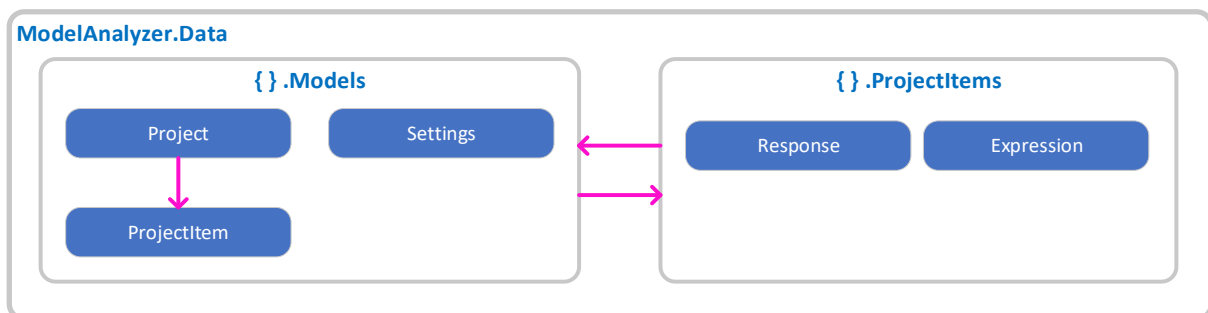 ModelAnalyzer.Data
{ } .Models
Project
Settings
ProjectItem
{ } .ProjectItems
Response
Expression